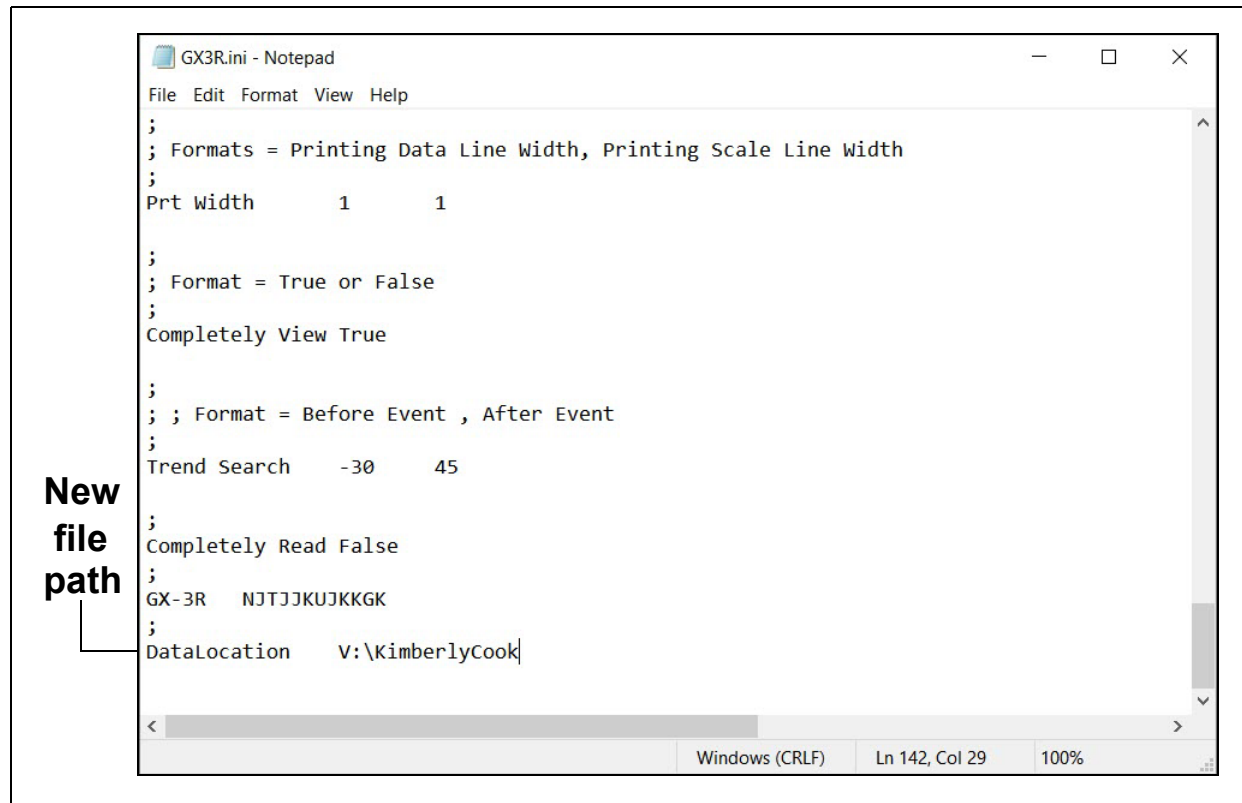 GX3R.ini - Notepad
File Edit Format View Help
;
; Formats = Printing Data Line Width, Printing Scale Line Width
;
Prt Width 1 1
;
; Format = True or False
;
Completely View True
;
; ; Format = Before Event , After Event
;
Trend Search -30 45
;
Completely Read False
;
GX-3R NJTJJKUJKKGK
;
DataLocation V:\KimberlyCook
New
file
path
Windows (CRLF) Ln 142, Col 29 100%